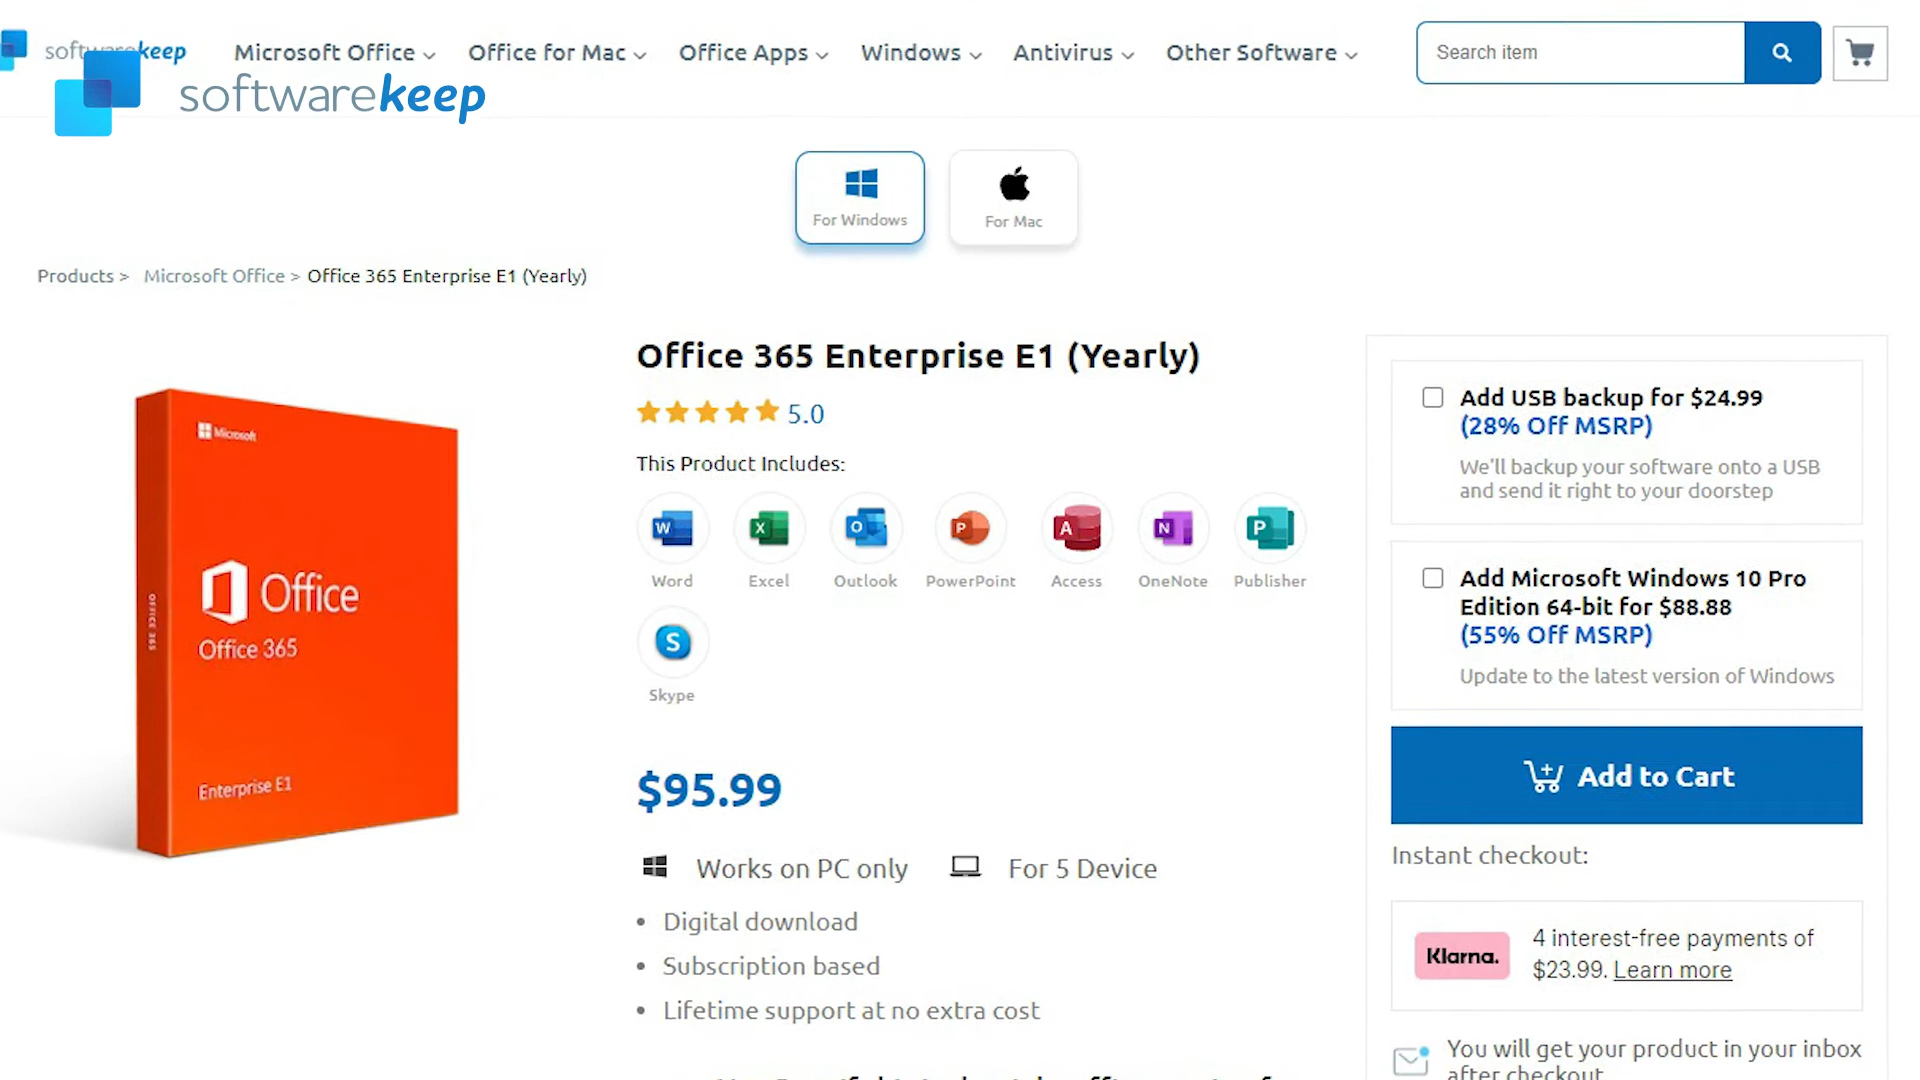 softwarekeep
Microsoft Office
Office for Mac
Office Apps
Windows
Antivirus
Other Software
Search item
softwarekeep
For Windows
For Mac
Products > Microsoft Office > Office 365 Enterprise E1 (Yearly)
Microsoft
Office
Office 365
Enterprise E1
OFFICE 365
Office 365 Enterprise E1 (Yearly)
5.0
This Product Includes:
W X O P A N P
Word Excel Outlook PowerPoint Access OneNote Publisher
S
Skype
$95.99
Works on PC only
For 5 Device
• Digital download
• Subscription based
• Lifetime support at no extra cost
Add USB backup for $24.99
(28% Off MSRP)
We'll backup your software onto a USB
and send it right to your doorstep
Add Microsoft Windows 10 Pro
Edition 64-bit for $88.88
(55% Off MSRP)
Update to the latest version of Windows
Add to Cart
Instant checkout:
Klarna.
4 interest-free payments of
$23.99. Learn more
You will get your product in your inbox
after checkout